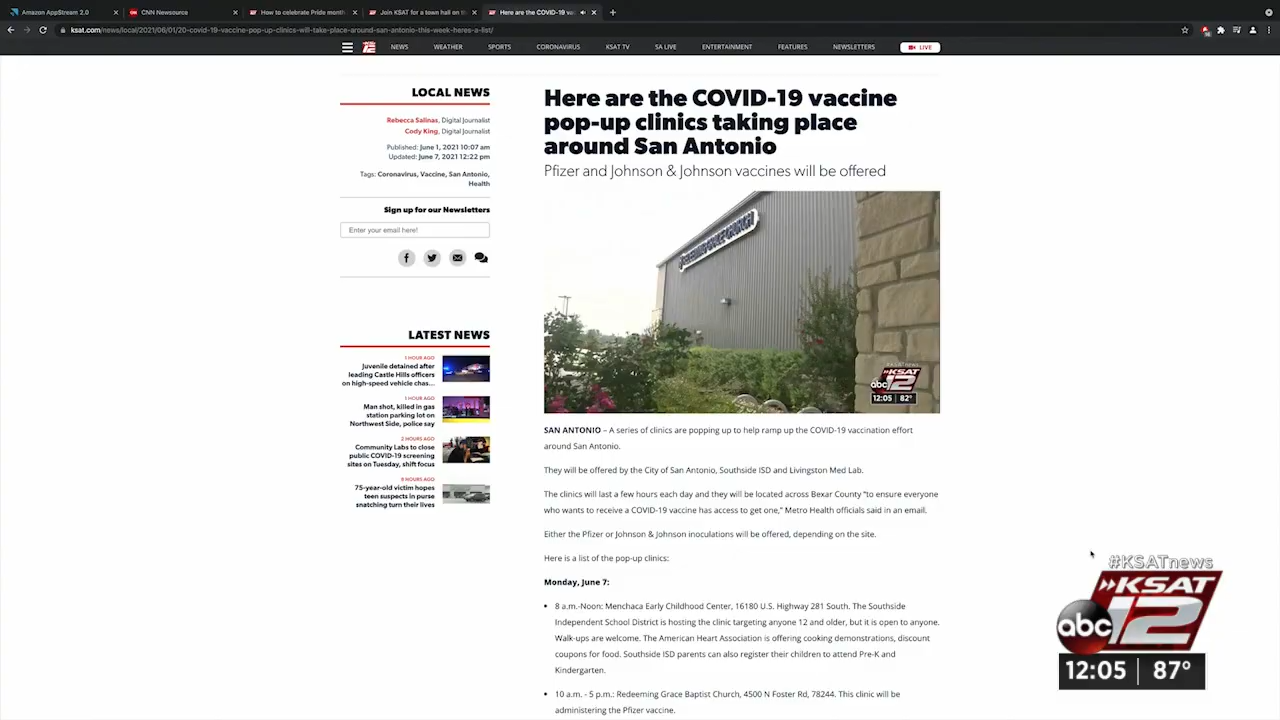 Amazon AppStream 2.0
CNN Newsource
How to celebrate Pride month
Join KSAT for a town hall on th
Here are the COVID-19 va
ksat.com/news/local/2021/06/01/20-covid-19-vaccine-pop-up-clinics-will-take-place-around-san-antonio-this-week-heres-a-list/
NEWS
WEATHER
SPORTS
CORONAVIRUS
KSAT TV
SA LIVE
ENTERTAINMENT
FEATURES
NEWSLETTERS
LIVE
LOCAL NEWS
Rebecca Salinas, Digital Journalist
Cody King, Digital Journalist
Published: June 1, 2021 10:07 am
Updated: June 7, 2021 12:22 pm
Tags: Coronavirus, Vaccine, San Antonio,
Health
Sign up for our Newsletters
Enter your email here!
LATEST NEWS
1 HOUR AGO
Juvenile detained after
leading Castle Hills officers
on high-speed vehicle chas...
1 HOUR AGO
Man shot, killed in gas
station parking lot on
Northwest Side, police say
2 HOURS AGO
Community Labs to close
public COVID-19 screening
sites on Tuesday, shift focus
8 HOURS AGO
75-year-old victim hopes
teen suspects in purse
snatching turn their lives
Here are the COVID-19 vaccine
pop-up clinics taking place
around San Antonio
Pfizer and Johnson & Johnson vaccines will be offered
REDEEMING GRACE CHURCH
#KSATnews
KSAT
abc 12
12:05 82°
SAN ANTONIO – A series of clinics are popping up to help ramp up the COVID-19 vaccination effort
around San Antonio.
They will be offered by the City of San Antonio, Southside ISD and Livingston Med Lab.
The clinics will last a few hours each day and they will be located across Bexar County "to ensure everyone
who wants to receive a COVID-19 vaccine has access to get one," Metro Health officials said in an email.
Either the Pfizer or Johnson & Johnson inoculations will be offered, depending on the site.
Here is a list of the pop-up clinics:
Monday, June 7:
• 8 a.m.-Noon: Menchaca Early Childhood Center, 16180 U.S. Highway 281 South. The Southside
Independent School District is hosting the clinic targeting anyone 12 and older, but it is open to anyone.
Walk-ups are welcome. The American Heart Association is offering cooking demonstrations, discount
coupons for food. Southside ISD parents can also register their children to attend Pre-K and
Kindergarten.
• 10 a.m. - 5 p.m.: Redeeming Grace Baptist Church, 4500 N Foster Rd, 78244. This clinic will be
administering the Pfizer vaccine.
#KSATnews
KSAT
abc 12
12:05 87°